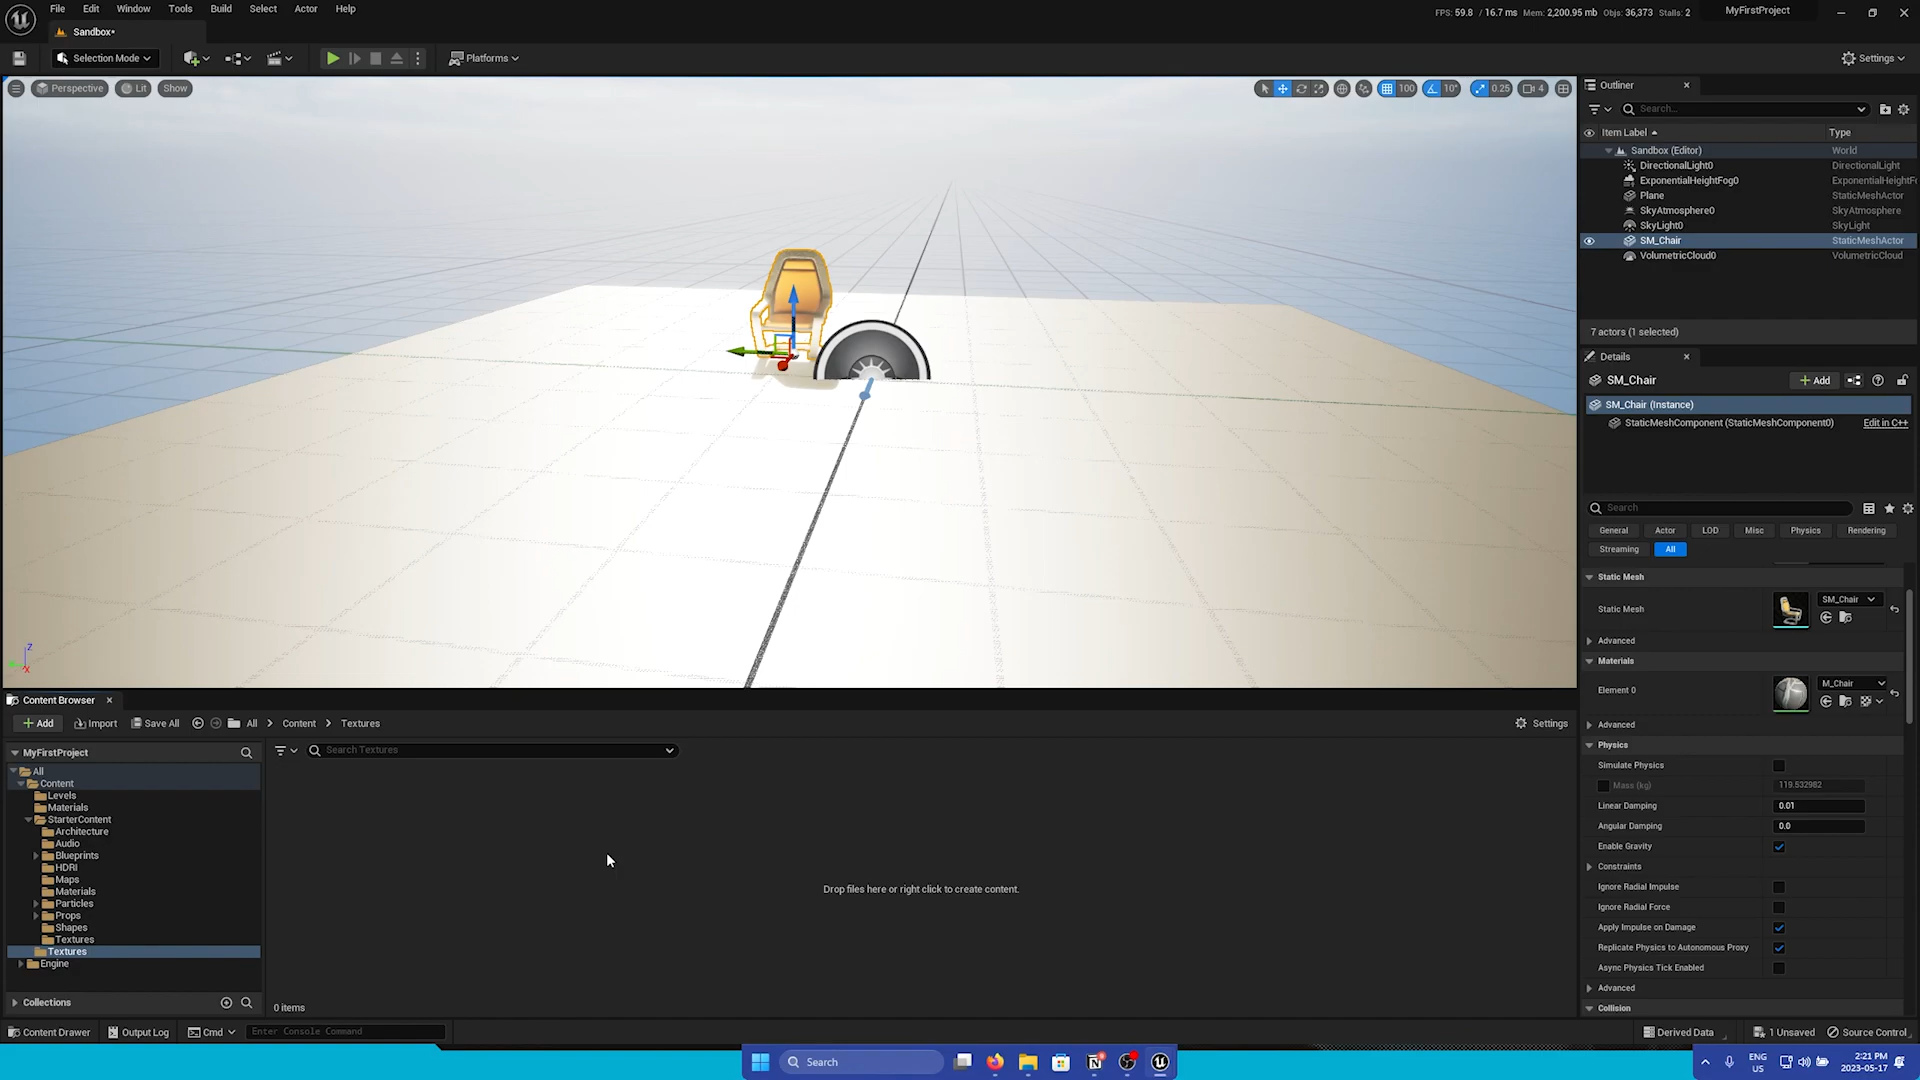 File Edit Window Tools Build Select Actor Help
FPS: 59.8 / 16.7 ms Mem: 2,200.95 mb Objs: 36,373 Stalls: 2
MyFirstProject
Sandbox*
Selection Mode
Platforms
Settings
Perspective Lit Show
100 10° 0.25 4
Outliner
Search...
Item Label Type
Sandbox (Editor) World
DirectionalLight0 DirectionalLight
ExponentialHeightFog0 ExponentialHeightFo
Plane StaticMeshActor
SkyAtmosphere0 SkyAtmosphere
SkyLight0 SkyLight
SM_Chair StaticMeshActor
VolumetricCloud0 VolumetricCloud
7 actors (1 selected)
Details
SM_Chair
Add
SM_Chair (Instance)
StaticMeshComponent (StaticMeshComponent0) Edit in C++
Search
General Actor LOD Misc Physics Rendering
Streaming All
Static Mesh
Static Mesh SM_Chair
Advanced
Materials
Element 0 M_Chair
Advanced
Physics
Simulate Physics
Mass (kg) 119.532982
Linear Damping 0.01
Angular Damping 0.0
Enable Gravity
Constraints
Ignore Radial Impulse
Ignore Radial Force
Apply Impulse on Damage
Replicate Physics to Autonomous Proxy
Async Physics Tick Enabled
Advanced
Collision
Z
X
Content Browser
Add Import Save All All Content Textures
Settings
MyFirstProject
Search Textures
All
Content
Levels
Materials
StarterContent
Architecture
Audio
Blueprints
HDRI
Maps
Materials
Particles
Props
Shapes
Textures
Textures
Engine
Drop files here or right click to create content.
Collections
0 items
Content Drawer Output Log Cmd Enter Console Command
Derived Data 1 Unsaved Source Control
Search
ENG
US
2:21 PM
2023-05-17